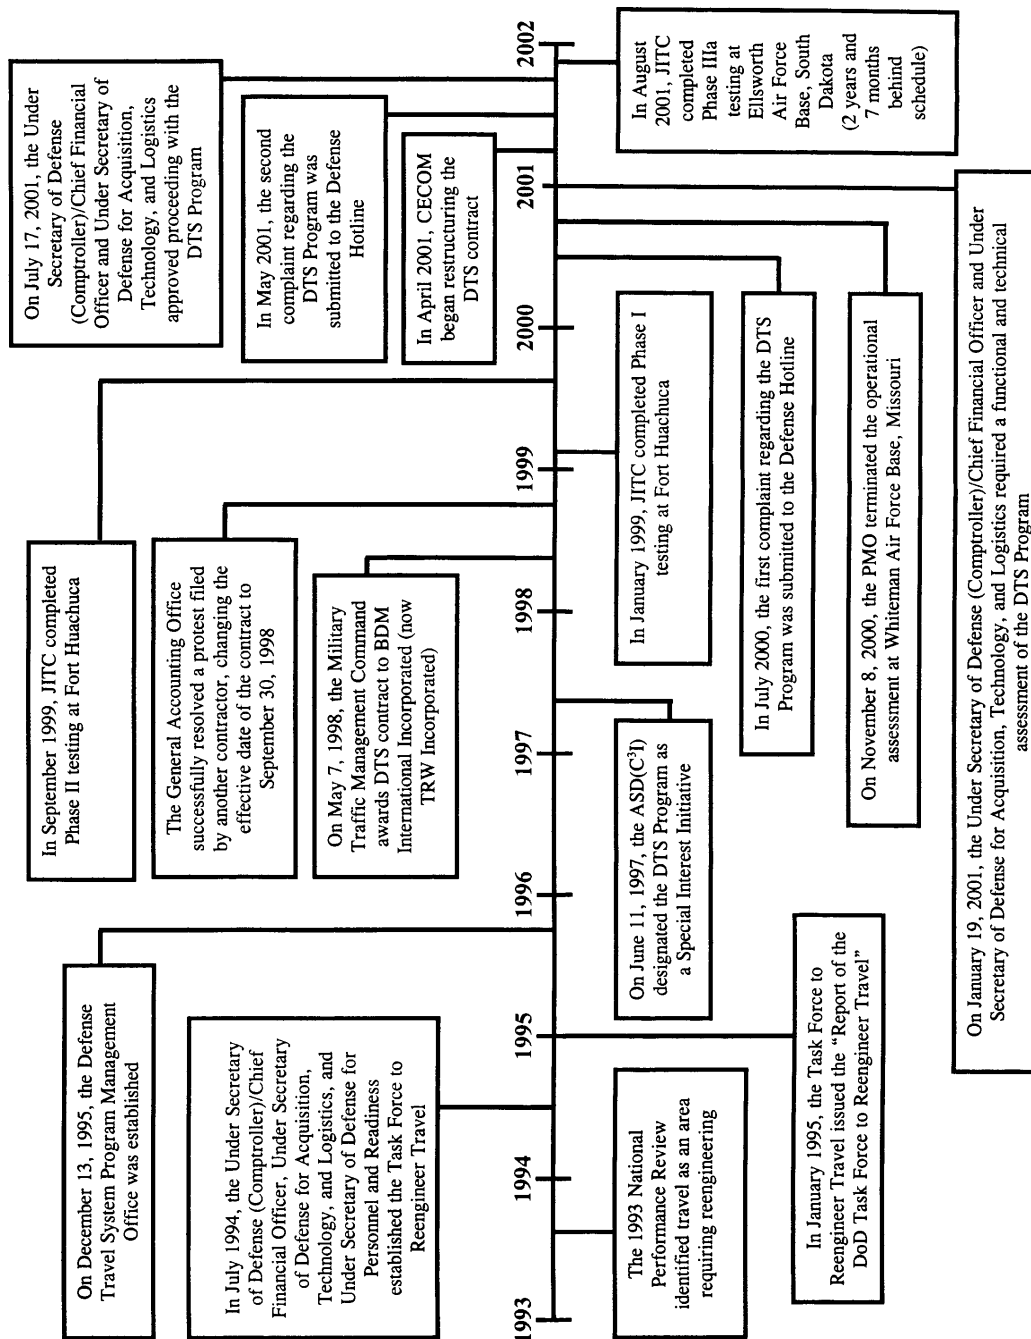 On December 13, 1995, the Defense
Travel System Program Management
Office was established
In July 1994, the Under Secretary
of Defense (Comptroller)/Chief
Financial Officer, Under Secretary
of Defense for Acquisition,
Technology, and Logistics, and
Under Secretary of Defense for
Personnel and Readiness
established the Task Force to
Reengineer Travel
In September 1999, JITC completed
Phase II testing at Fort Huachuca
The General Accounting Office
successfully resolved a protest filed
by another contractor, changing the
effective date of the contract to
September 30, 1998
On May 7, 1998, the Military
Traffic Management Command
awards DTS contract to BDM
International Incorporated (now
TRW Incorporated)
On July 17, 2001, the Under
Secretary of Defense
(Comptroller)/Chief Financial
Officer and Under Secretary of
Defense for Acquisition,
Technology, and Logistics
approved proceeding with the
DTS Program
In May 2001, the second
complaint regarding the
DTS Program was
submitted to the Defense
Hotline
In April 2001, CECOM
began restructuring the
DTS contract
1993
1994
1995
1996
1997
1998
1999
2000
2001
2002
The 1993 National
Performance Review
identified travel as an area
requiring reengineering
In January 1995, the Task Force to
Reengineer Travel issued the “Report of the
DoD Task Force to Reengineer Travel”
On June 11, 1997, the ASD(C³I)
designated the DTS Program as
a Special Interest Initiative
In January 1999, JITC completed Phase I
testing at Fort Huachuca
In July 2000, the first complaint regarding the DTS
Program was submitted to the Defense Hotline
On November 8, 2000, the PMO terminated the operational
assessment at Whiteman Air Force Base, Missouri
On January 19, 2001, the Under Secretary of Defense (Comptroller)/Chief Financial Officer and Under
Secretary of Defense for Acquisition, Technology, and Logistics required a functional and technical
assessment of the DTS Program
In August
2001, JITC
completed
Phase IIIa
testing at
Ellsworth
Air Force
Base, South
Dakota
(2 years and
7 months
behind
schedule)